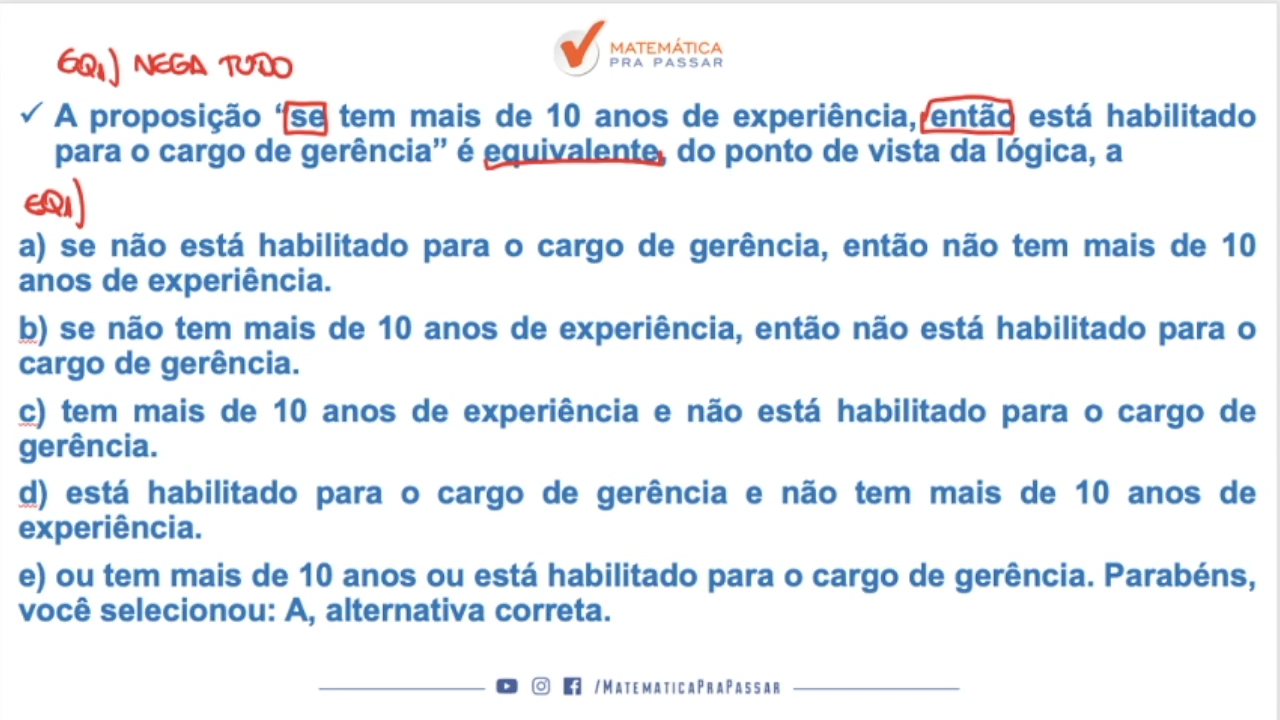 MATEMÁTICA
PRA PASSAR
EQ1) NEGA TUDO
✓ A proposição “se tem mais de 10 anos de experiência, então está habilitado
para o cargo de gerência” é equivalente, do ponto de vista da lógica, a
EQ1)
a) se não está habilitado para o cargo de gerência, então não tem mais de 10
anos de experiência.
b) se não tem mais de 10 anos de experiência, então não está habilitado para o
cargo de gerência.
c) tem mais de 10 anos de experiência e não está habilitado para o cargo de
gerência.
d) está habilitado para o cargo de gerência e não tem mais de 10 anos de
experiência.
e) ou tem mais de 10 anos ou está habilitado para o cargo de gerência. Parabéns,
você selecionou: A, alternativa correta.
/MATEMATICAPRAPASSAR